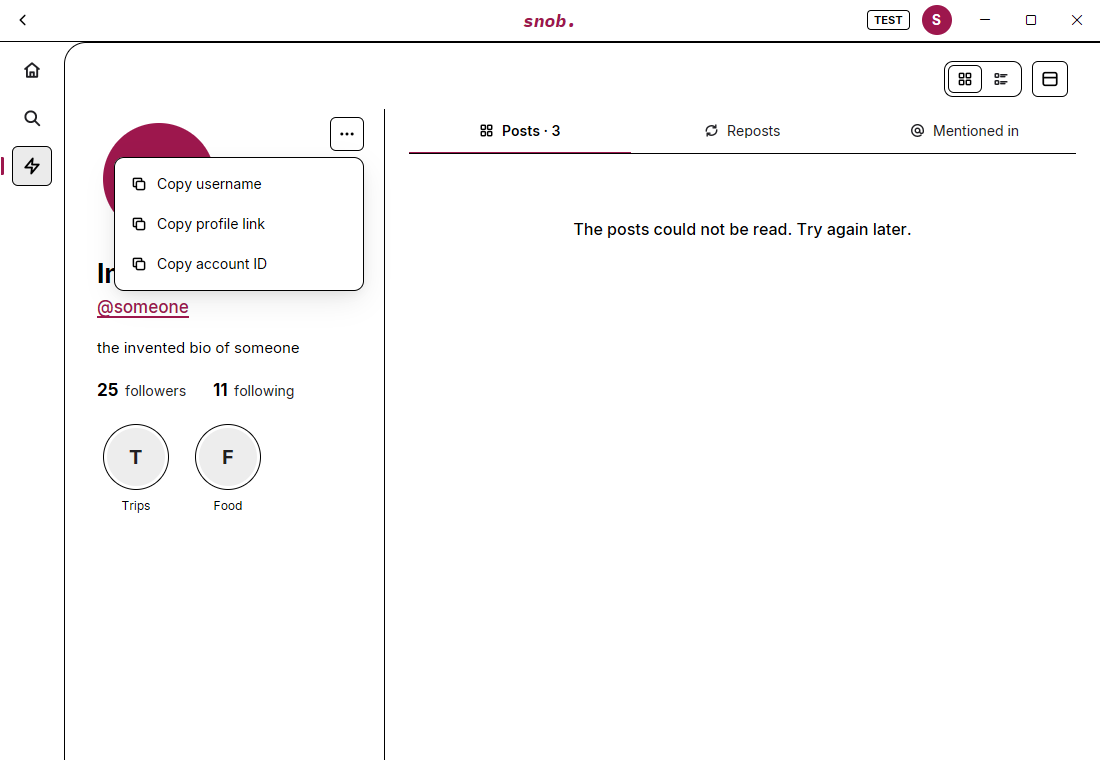 snob.
TEST
S
Posts · 3
Reposts
Mentioned in
Copy username
Copy profile link
Copy account ID
The posts could not be read. Try again later.
@someone
the invented bio of someone
25 followers
11 following
T
F
Trips
Food